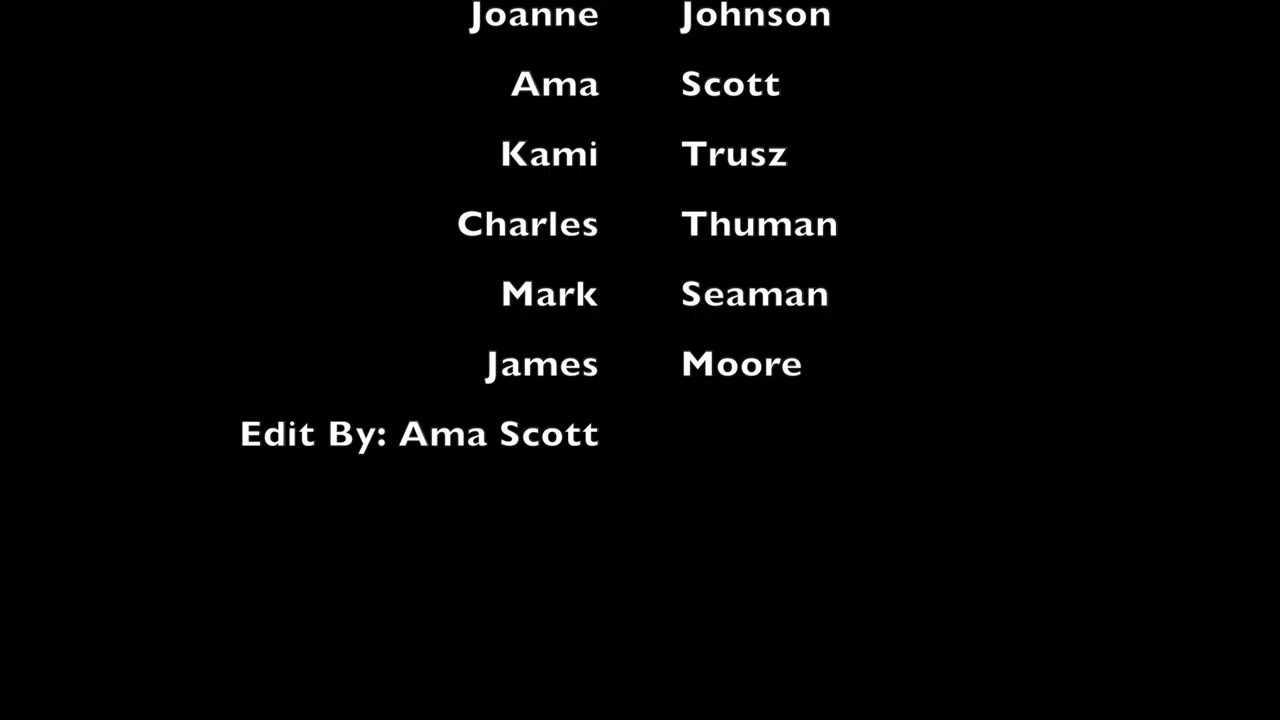 Joanne Johnson
Ama Scott
Kami Trusz
Charles Thuman
Mark Seaman
James Moore
Edit By: Ama Scott